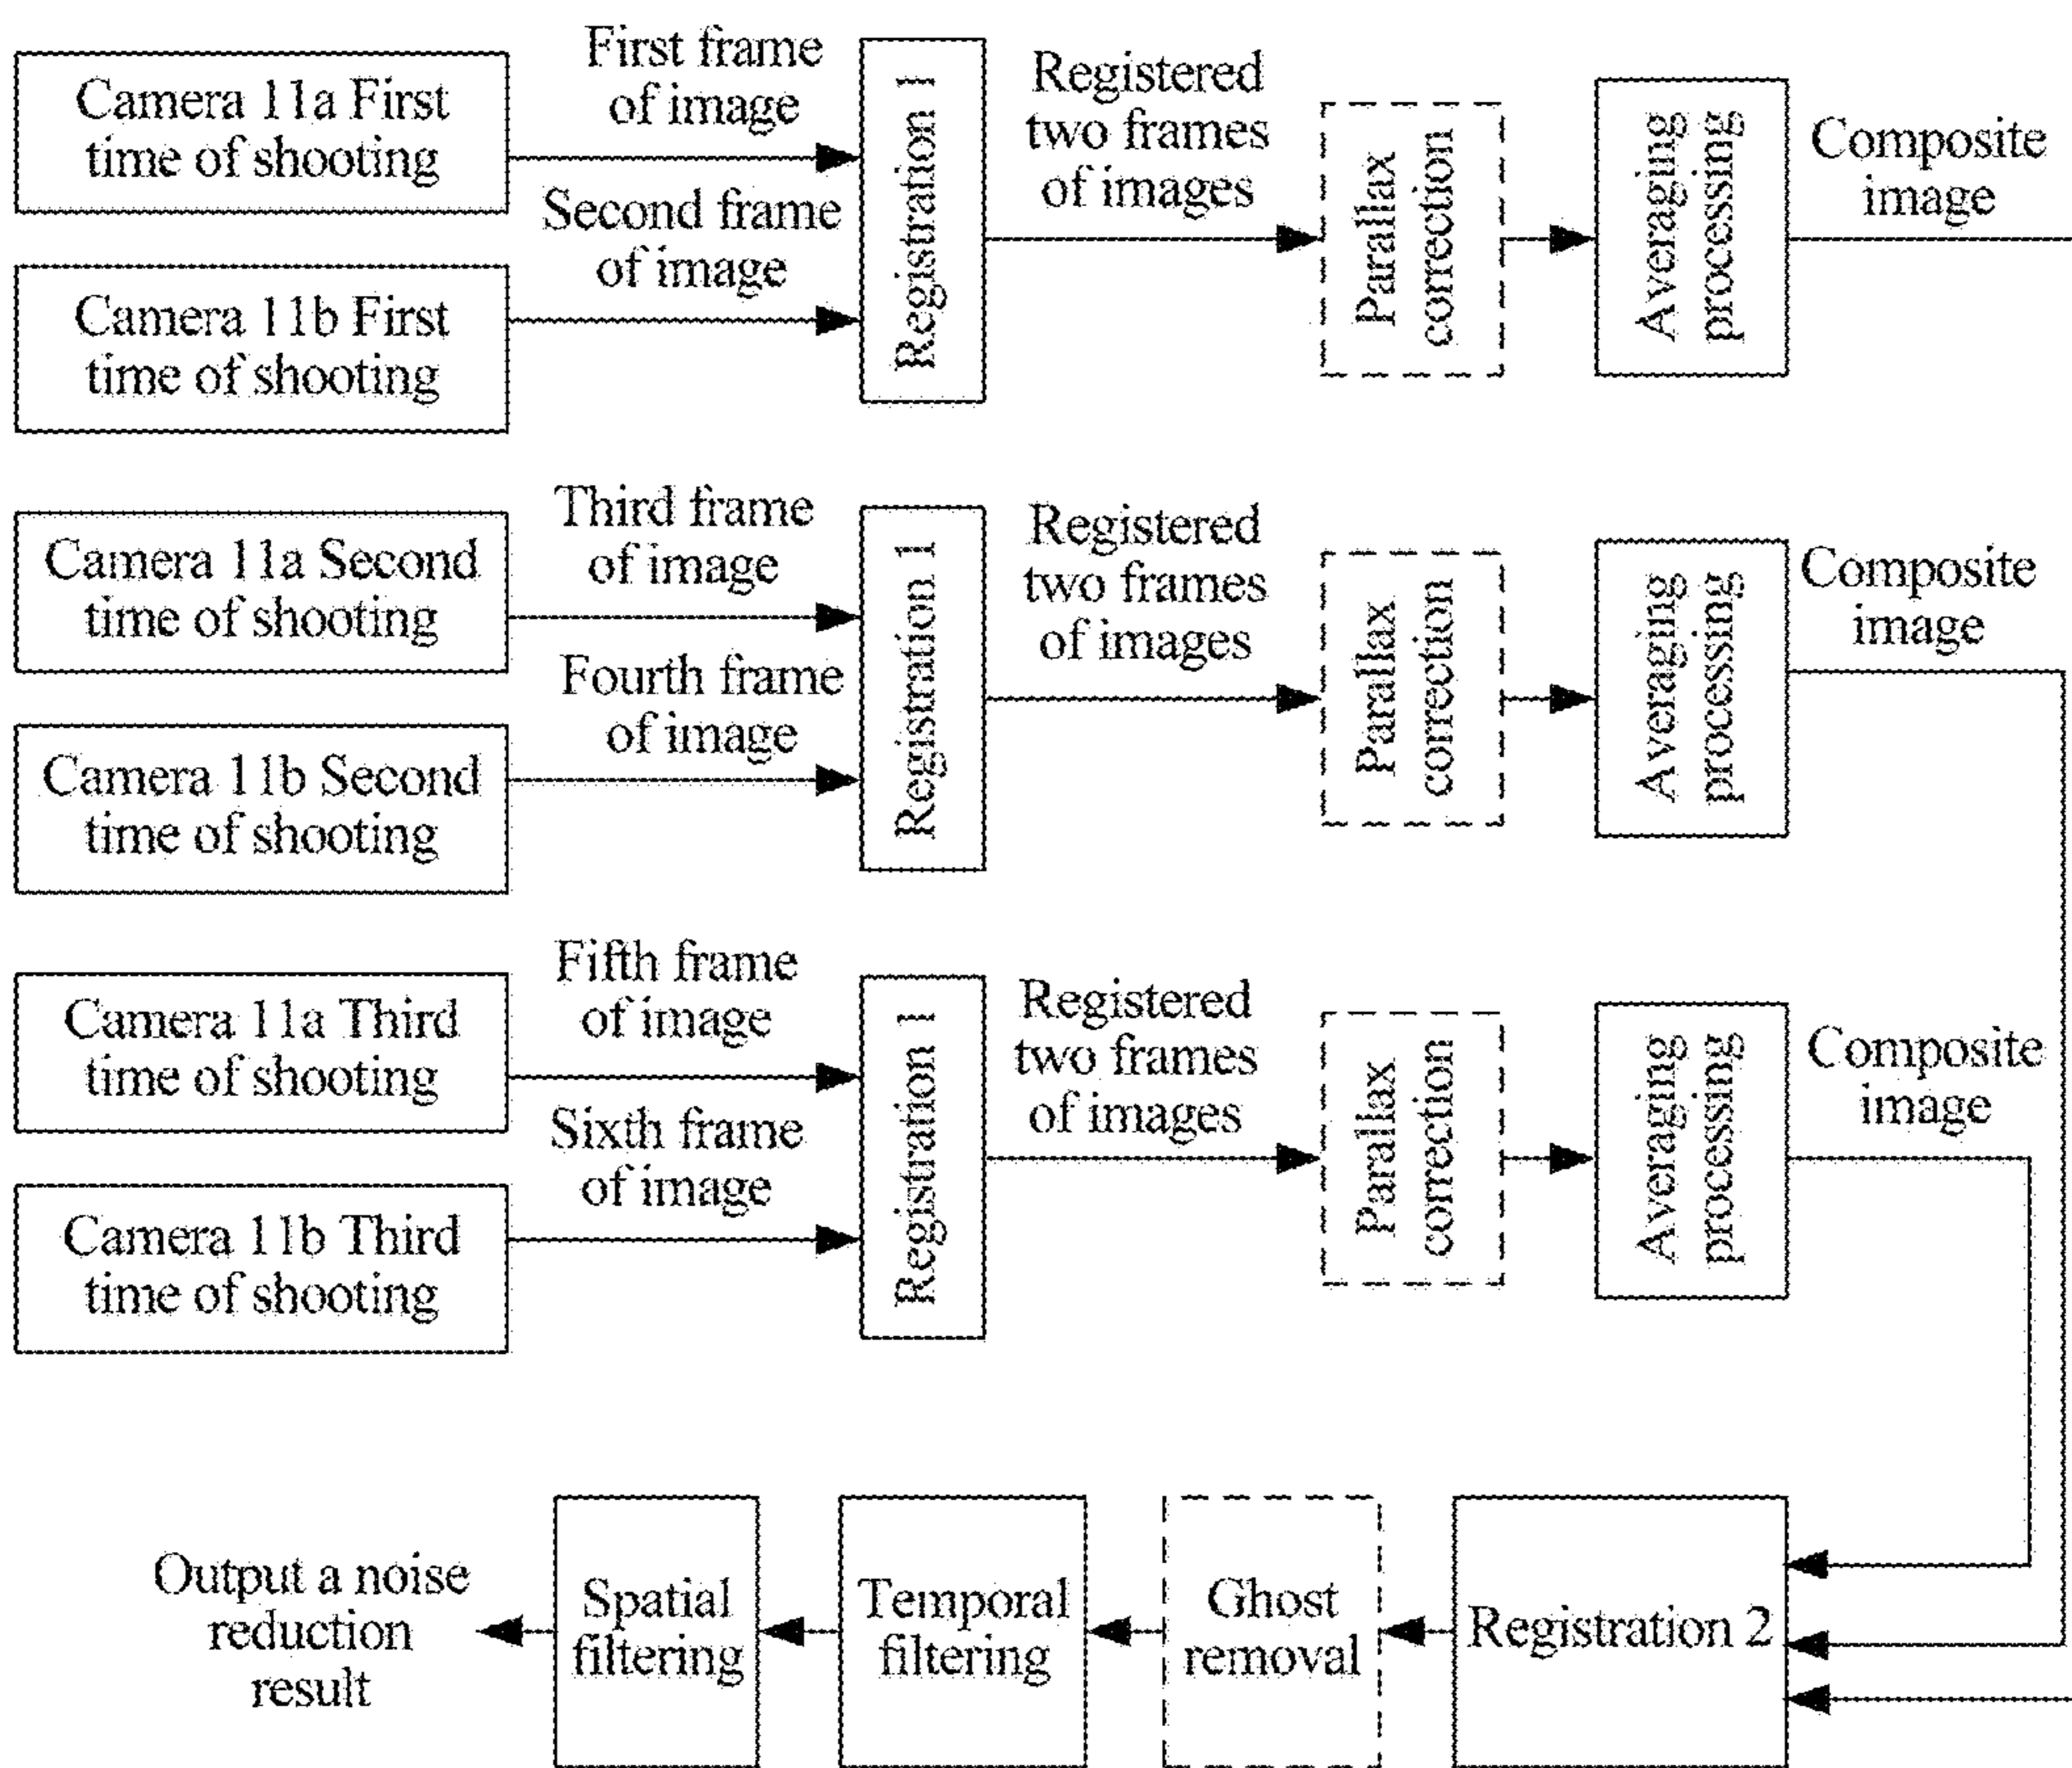 Camera 11a First
time of shooting
First frame
of image
Camera 11b First
time of shooting
Second frame
of image
Registration 1
Registered
two frames
of images
Parallax
correction
Averaging
processing
Composite
image
Camera 11a Second
time of shooting
Third frame
of image
Camera 11b Second
time of shooting
Fourth frame
of image
Registration 1
Registered
two frames
of images
Parallax
correction
Averaging
processing
Composite
image
Camera 11a Third
time of shooting
Fifth frame
of image
Camera 11b Third
time of shooting
Sixth frame
of image
Registration 1
Registered
two frames
of images
Parallax
correction
Averaging
processing
Composite
image
Registration 2
Ghost
removal
Temporal
filtering
Spatial
filtering
Output a noise
reduction
result